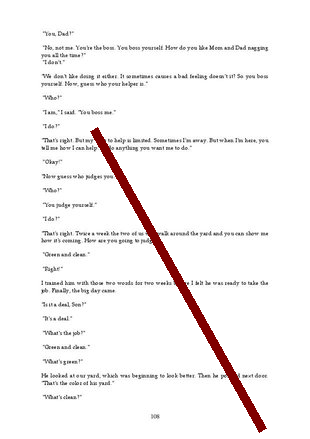 "You, Dad?"
"No, not me. You're the boss. You boss yourself. How do you like Mom and Dad nagging
you all the time?"
"I don't."
"We don't like doing it either. It sometimes causes a bad feeling doesn't it? So you boss
yourself. Now, guess who your helper is."
"Who?"
"I am," I said. "You boss me."
"I do?"
"That's right. But my to help is limited. Sometimes I'm away. But when I'm here, you
tell me how I can help do anything you want me to do."
"Okay!"
"Now guess who judges you
"Who?"
"You judge yourself."
"I do?"
"That's right. Twice a week the two of us walk around the yard and you can show me
how it's coming. How are you going to judge
"Green and clean."
"Right!"
I trained him with those two words for two weeks I felt he was ready to take the
job. Finally, the big day came.
"Is it a deal, Son?"
"It's a deal."
"What's the job?"
"Green and clean."
"What's green?"
He looked at our yard, which was beginning to look better. Then he next door.
"That's the color of his yard."
"What's clean?"
108